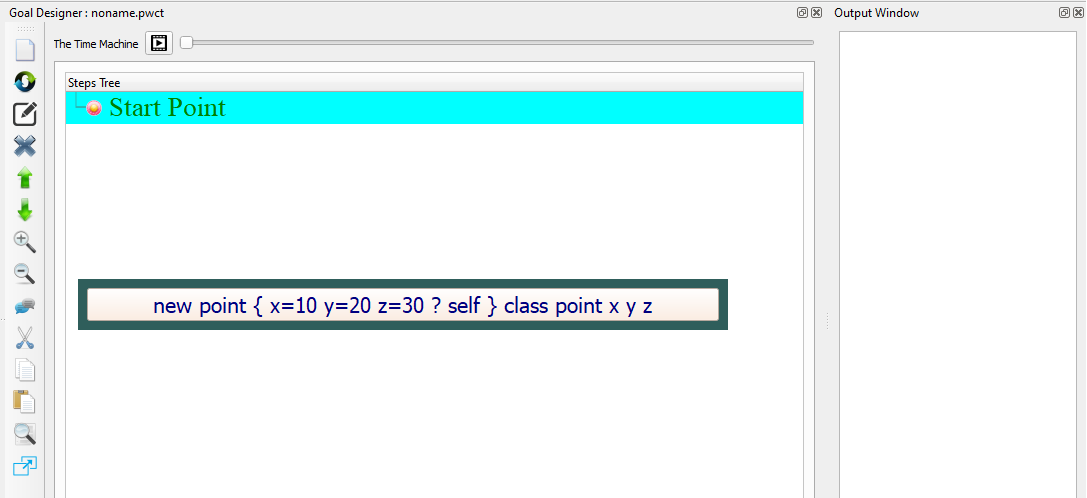 Goal Designer : noname.pwct
Output Window
The Time Machine
Steps Tree
Start Point
new point { x=10 y=20 z=30 ? self } class point x y z